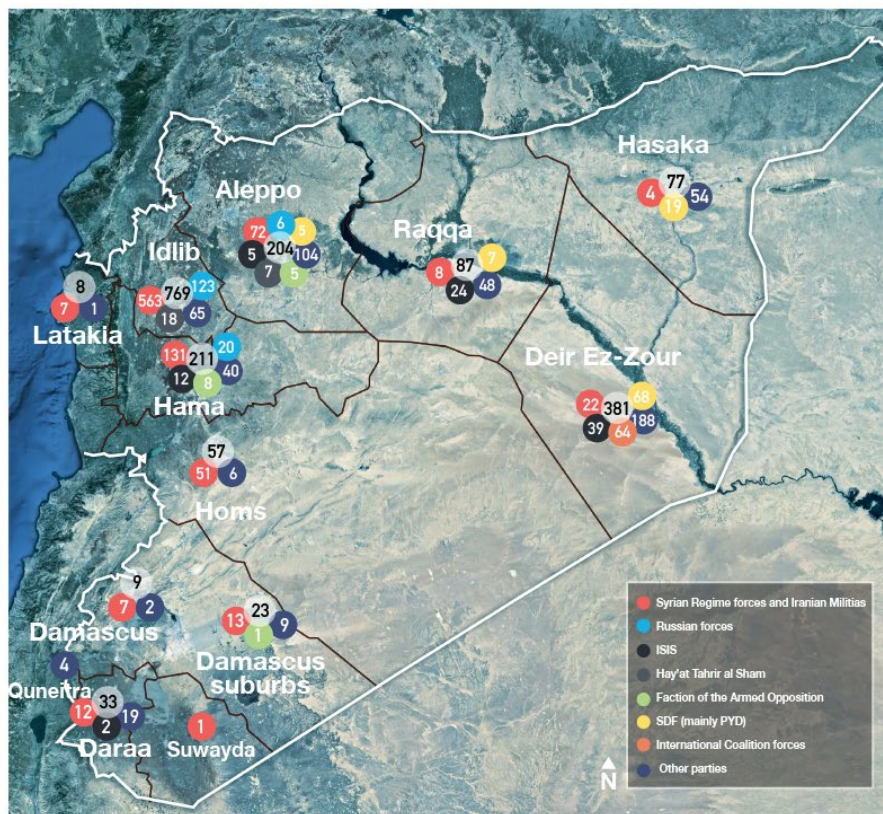 Hasaka
77
4
54
19
Aleppo
6
72
5
204
5
104
7
5
Raqqa
7
87
8
24
48
Idlib
123
769
563
18
65
8
7
1
Latakia
20
131
211
40
12
8
Hama
Deir Ez-Zour
68
22
381
188
39
64
57
51
6
Homs
9
7
2
Damascus
23
13
9
1
Damascus
suburbs
4
Quneitra
33
12
19
2
Daraa
1
Suwayda
Syrian Regime forces and Iranian Militias
Russian forces
ISIS
Hay'at Tahrir al Sham
Faction of the Armed Opposition
SDF (mainly PYD)
International Coalition forces
Other parties
N